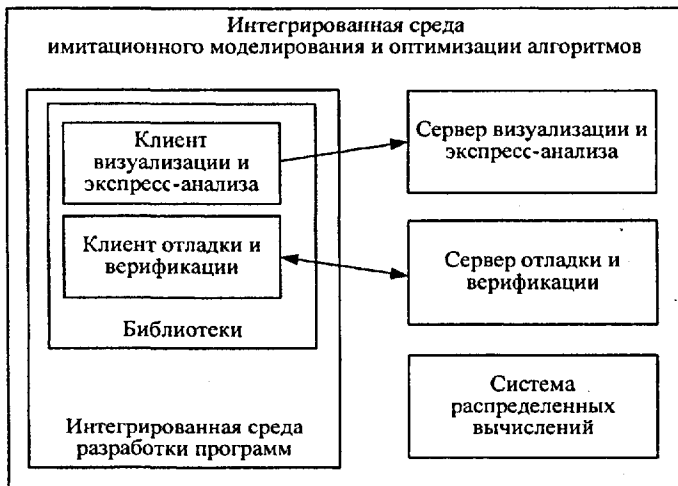 Интегрированная среда
имитационного моделирования и оптимизации алгоритмов
Клиент
визуализации и
экспресс-анализа
Клиент отладки и
верификации
Библиотеки
Интегрированная среда
разработки программ
Сервер визуализации и
экспресс-анализа
Сервер отладки и
верификации
Система
распределенных
вычислений